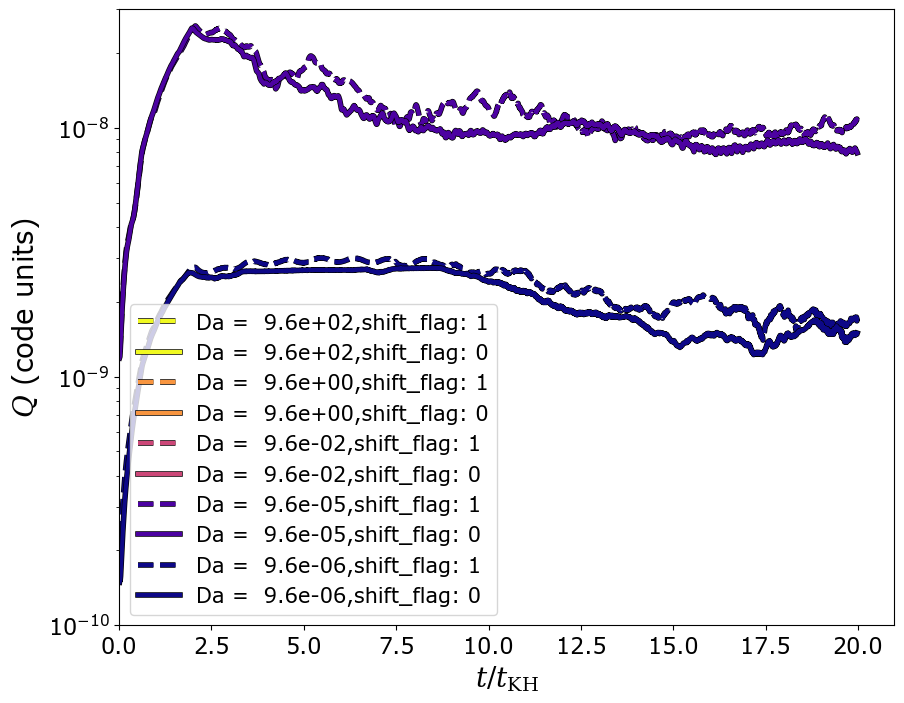 10^{-8}
10^{-9}
10^{-10}
Q (code units)
Da =  9.6e+02,shift_flag: 1
Da =  9.6e+02,shift_flag: 0
Da =  9.6e+00,shift_flag: 1
Da =  9.6e+00,shift_flag: 0
Da =  9.6e-02,shift_flag: 1
Da =  9.6e-02,shift_flag: 0
Da =  9.6e-05,shift_flag: 1
Da =  9.6e-05,shift_flag: 0
Da =  9.6e-06,shift_flag: 1
Da =  9.6e-06,shift_flag: 0
0.0 2.5 5.0 7.5 10.0 12.5 15.0 17.5 20.0
t/t_{KH}